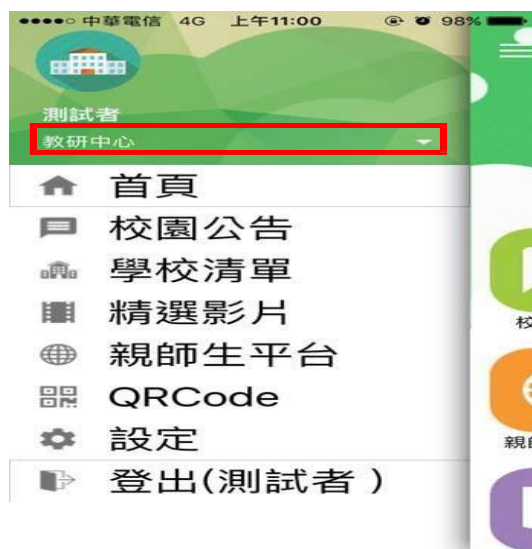 中華電信 4G 上午11:00 98%
測試者
教研中心
首頁
校園公告
學校清單
精選影片
親師生平台
QRCode
設定
登出(測試者 )
校
親